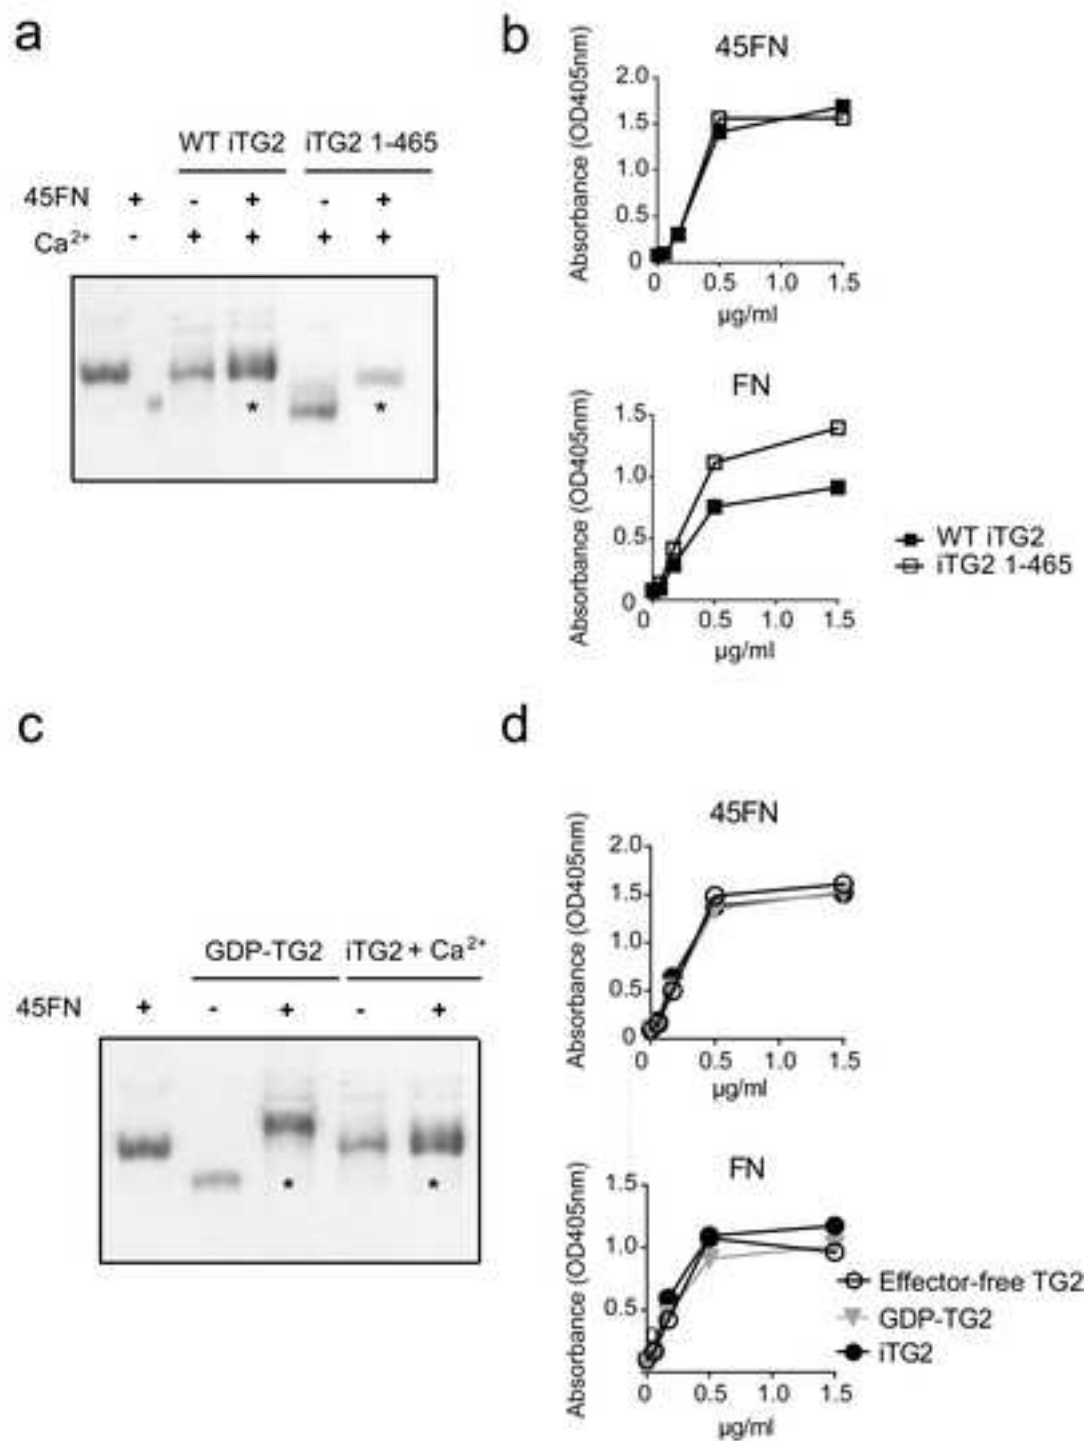 a
WT iTG2 iTG2 1-465
45FN + - + - +
Ca²⁺ - + + + +
* *
b
45FN
Absorbance (OD405nm)
2.0
1.5
1.0
0.5
0
0 0.5 1.0 1.5
µg/ml
FN
Absorbance (OD405nm)
1.5
1.0
0.5
0
0 0.5 1.0 1.5
µg/ml
WT iTG2
iTG2 1-465
c
GDP-TG2 iTG2 + Ca²⁺
45FN + - + - +
* *
d
45FN
Absorbance (OD405nm)
2.0
1.5
1.0
0.5
0
0 0.5 1.0 1.5
µg/ml
FN
Absorbance (OD405nm)
1.5
1.0
0.5
0 0.5 1.0 1.5
µg/ml
Effector-free TG2
GDP-TG2
iTG2